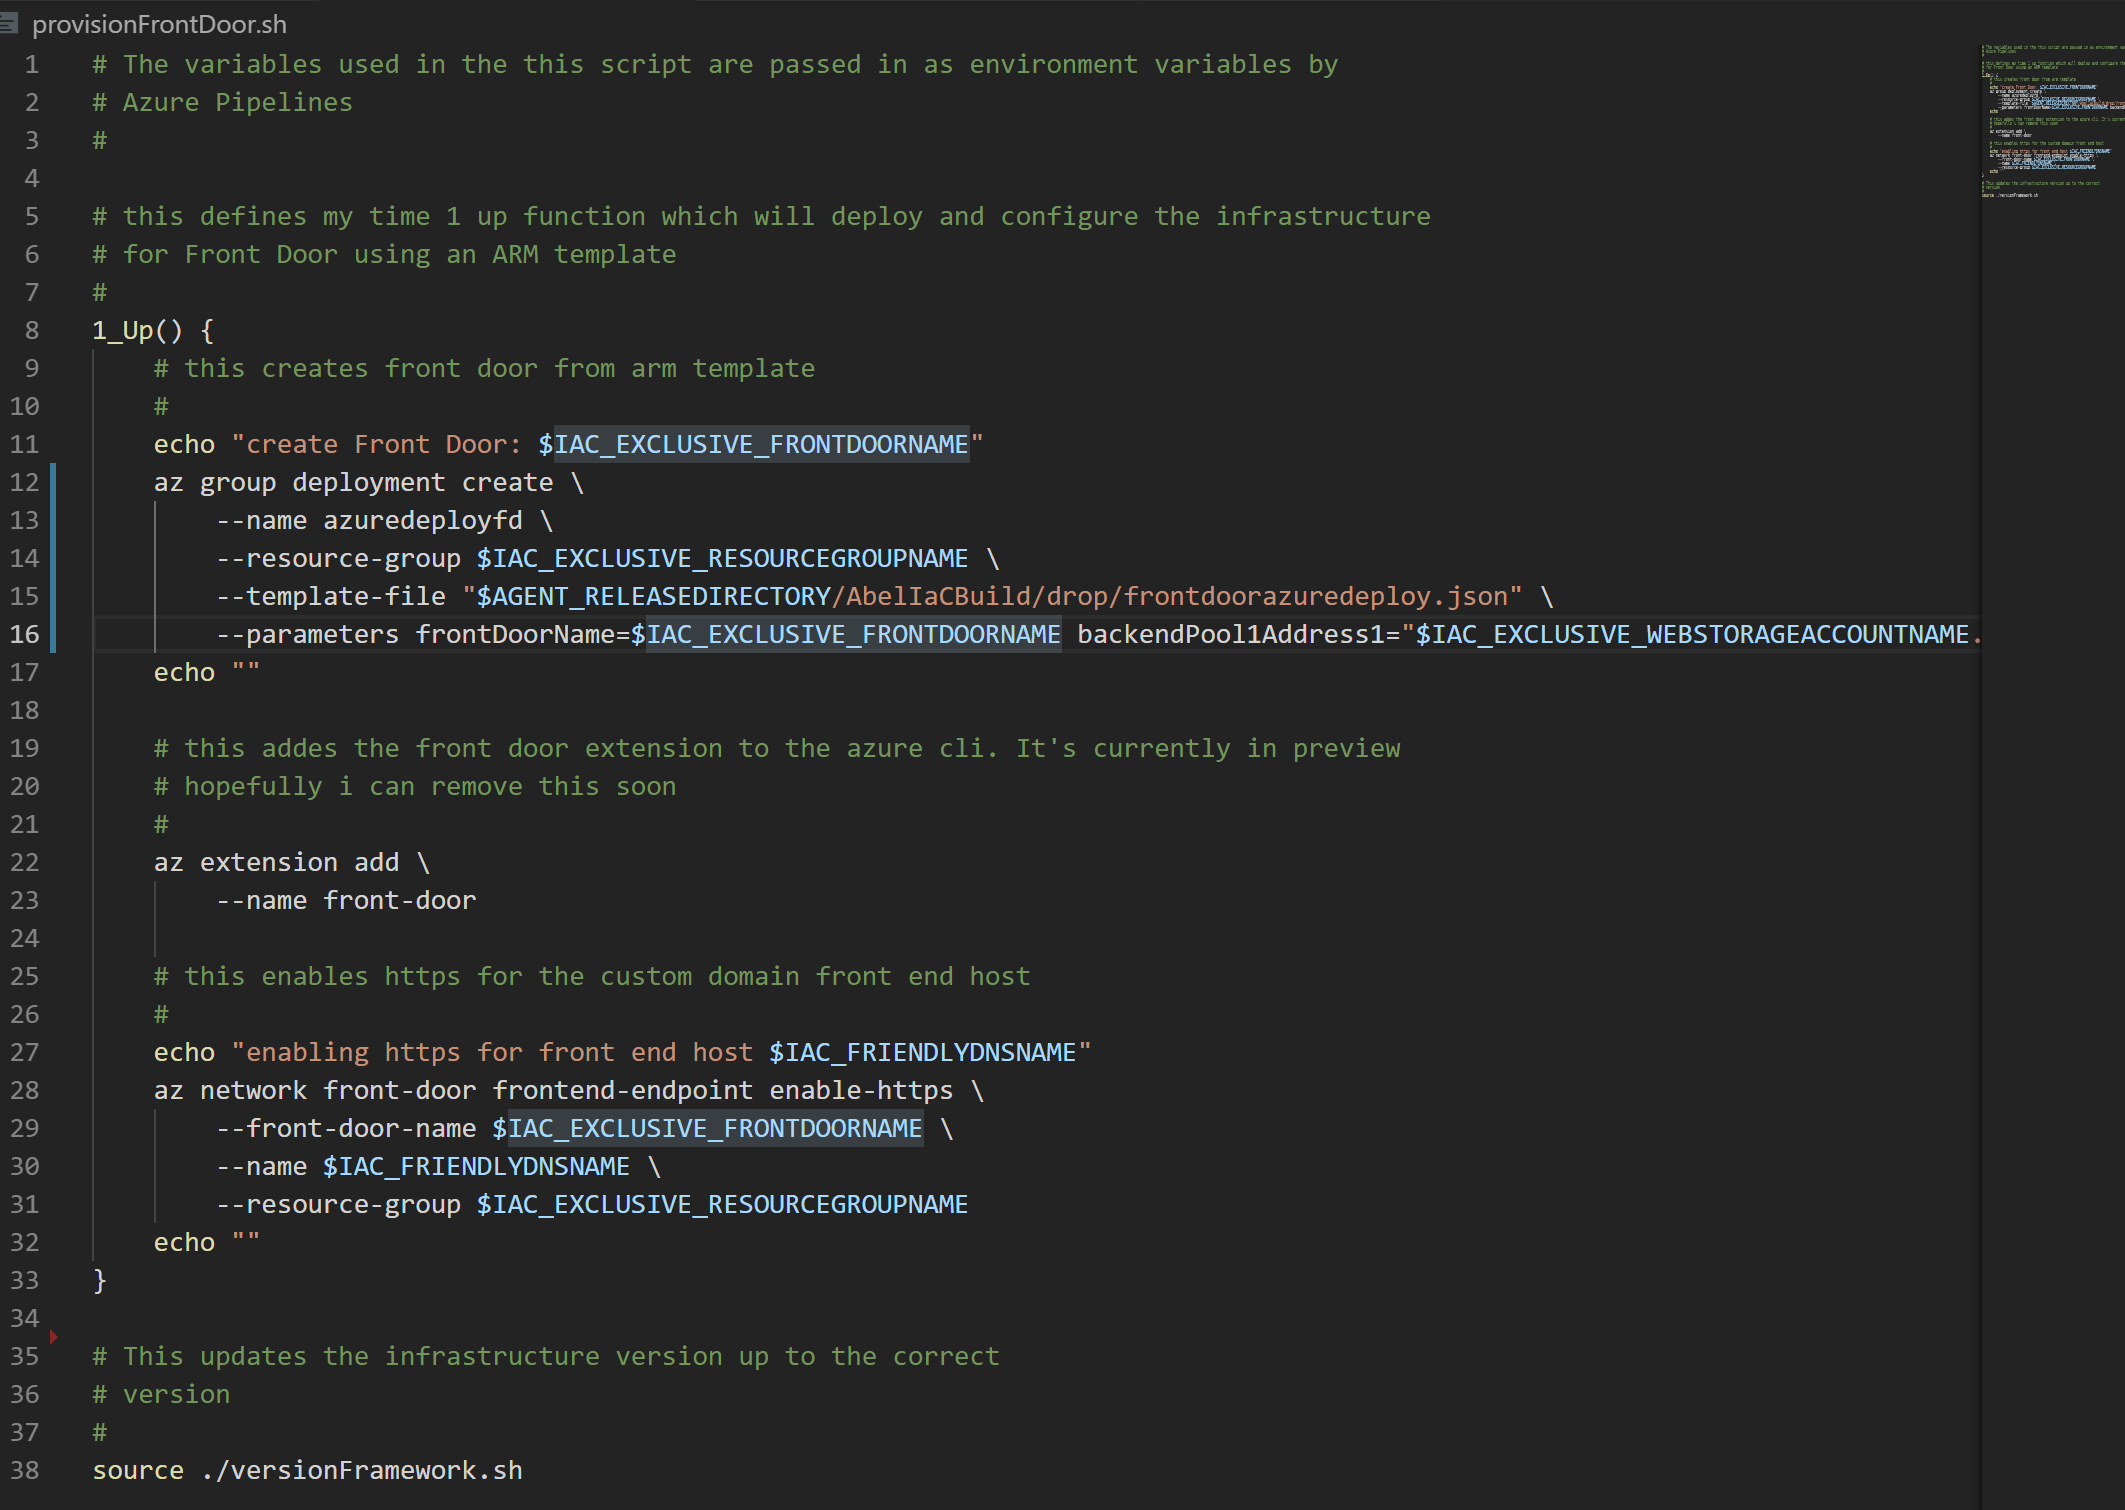 provisionFrontDoor.sh
1 # The variables used in the this script are passed in as environment variables by
2 # Azure Pipelines
3 #
4
5 # this defines my time 1 up function which will deploy and configure the infrastructure
6 # for Front Door using an ARM template
7 #
8 1_Up() {
9 # this creates front door from arm template
10 #
11 echo "create Front Door: $IAC_EXCLUSIVE_FRONTDOORNAME"
12 az group deployment create \
13 --name azuredeployfd \
14 --resource-group $IAC_EXCLUSIVE_RESOURCEGROUPNAME \
15 --template-file "$AGENT_RELEASEDIRECTORY/AbelIaCBuild/drop/frontdoorazuredeploy.json" \
16 --parameters frontDoorName=$IAC_EXCLUSIVE_FRONTDOORNAME backendPool1Address1="$IAC_EXCLUSIVE_WEBSTORAGEACCOUNTNAME.
17 echo ""
18
19 # this addes the front door extension to the azure cli. It's currently in preview
20 # hopefully i can remove this soon
21 #
22 az extension add \
23 --name front-door
24
25 # this enables https for the custom domain front end host
26 #
27 echo "enabling https for front end host $IAC_FRIENDLYDNSNAME"
28 az network front-door frontend-endpoint enable-https \
29 --front-door-name $IAC_EXCLUSIVE_FRONTDOORNAME \
30 --name $IAC_FRIENDLYDNSNAME \
31 --resource-group $IAC_EXCLUSIVE_RESOURCEGROUPNAME
32 echo ""
33 }
34
35 # This updates the infrastructure version up to the correct
36 # version
37 #
38 source ./versionFramework.sh